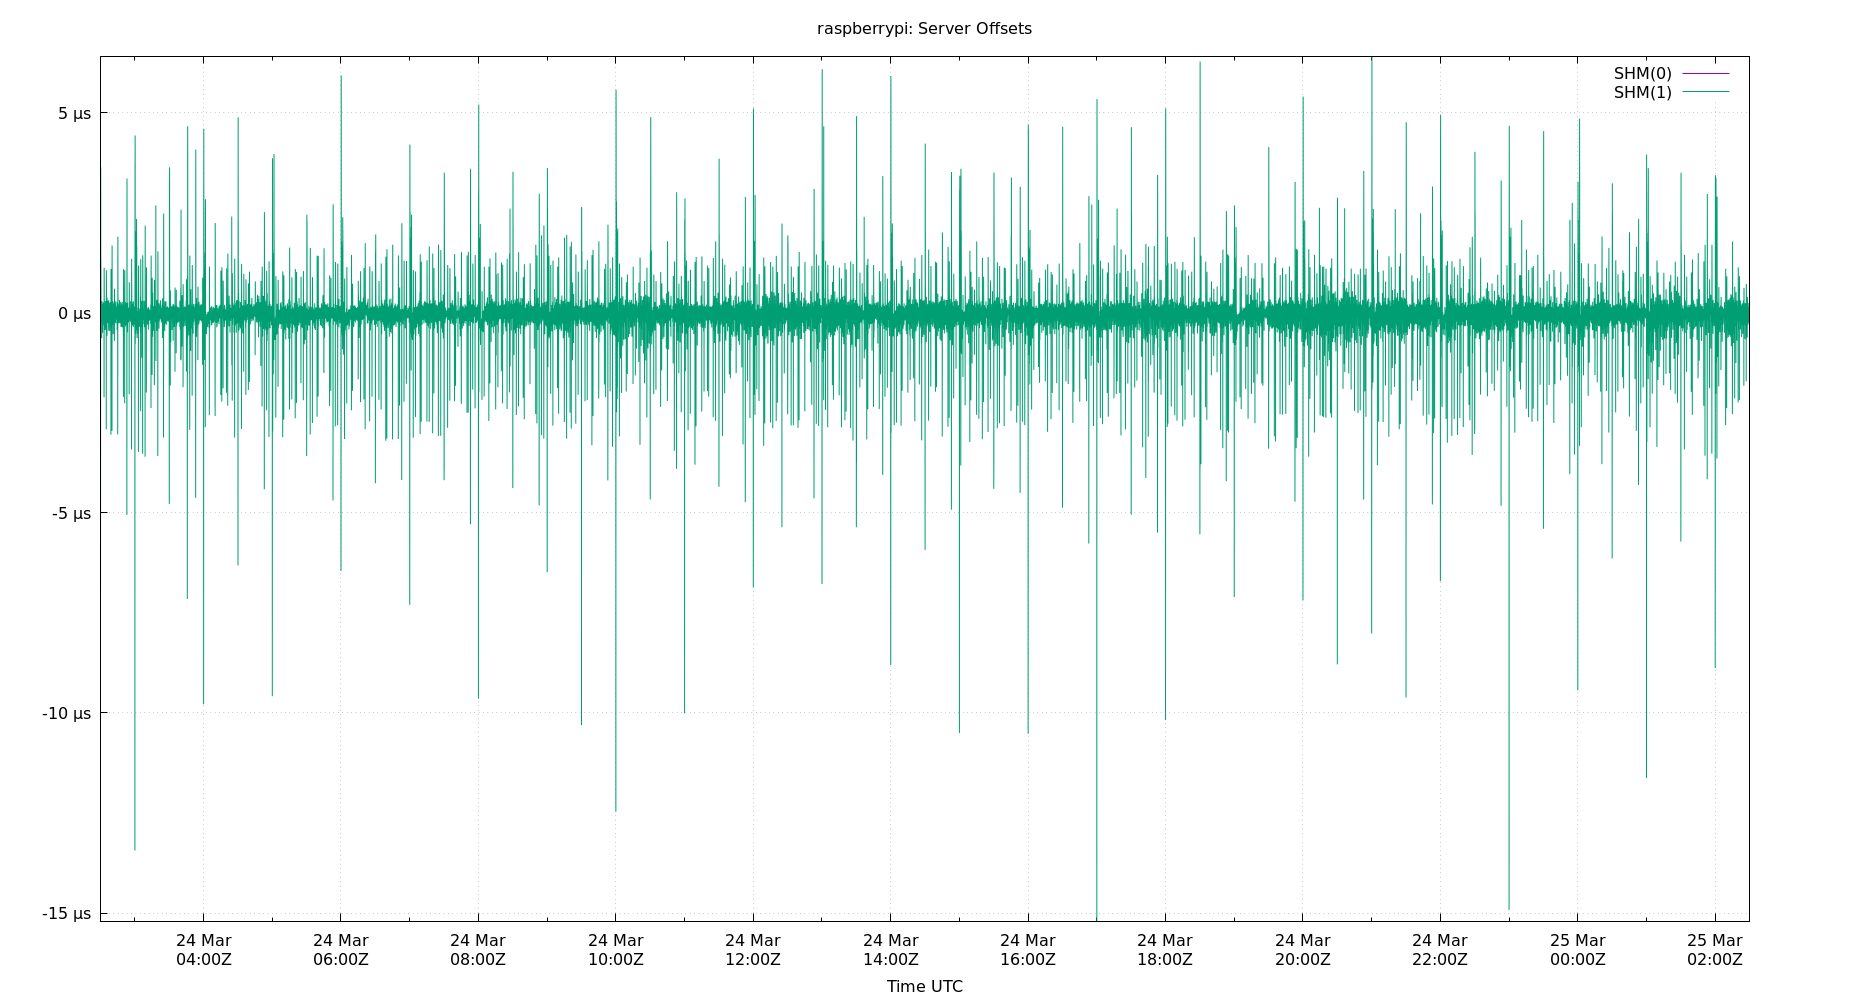 raspberrypi: Server Offsets
SHM(0)
SHM(1)
5 µs
0 µs
-5 µs
-10 µs
-15 µs
24 Mar 24 Mar 24 Mar 24 Mar 24 Mar 24 Mar 24 Mar 24 Mar 24 Mar 24 Mar 25 Mar 25 Mar
04:00Z 06:00Z 08:00Z 10:00Z 12:00Z 14:00Z 16:00Z 18:00Z 20:00Z 22:00Z 00:00Z 02:00Z
Time UTC